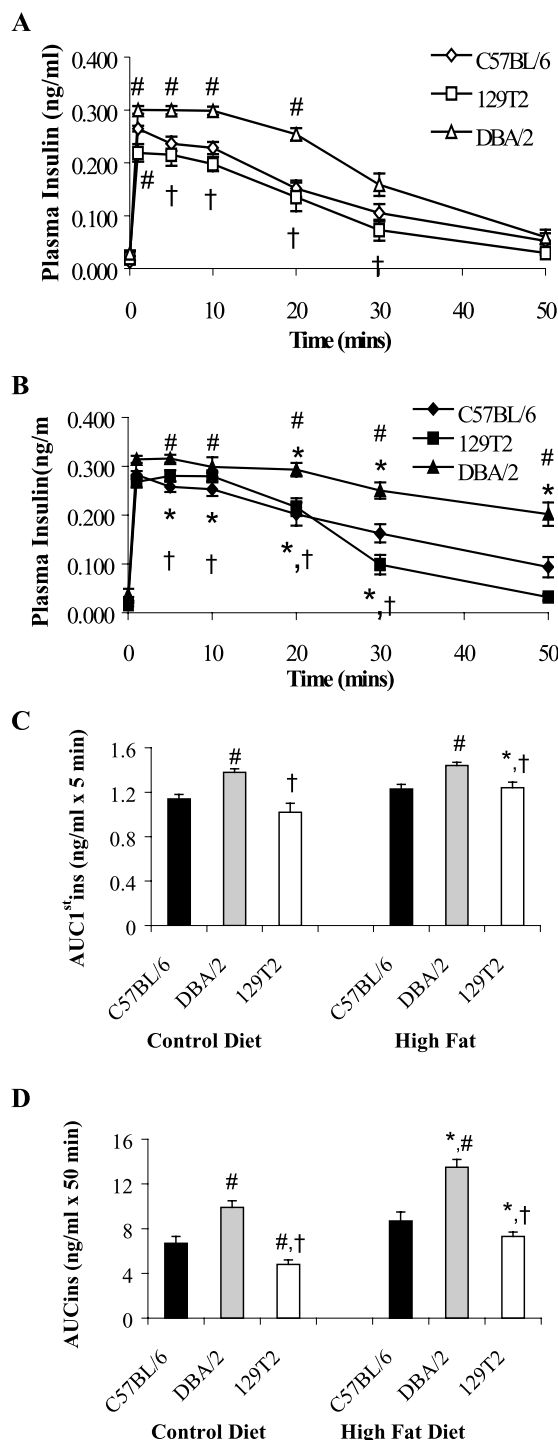 A
Plasma Insulin (ng/ml)
0.400
0.300
0.200
0.100
0.000
# # # #
#
† † † †
C57BL/6
129T2
DBA/2
0 10 20 30 40 50
Time (mins)
B
Plasma Insulin(ng/m
0.400
0.300
0.200
0.100
0.000
# # # # #
* * *
* *
† † *,† *,†
C57BL/6
129T2
DBA/2
0 10 20 30 40 50
Time (mins)
C
AUC1stins (ng/ml x 5 min)
1.6
1.2
0.8
0.4
0
# † # *,†
C57BL/6 DBA/2 129T2 C57BL/6 DBA/2 129T2
Control Diet High Fat
D
AUCins (ng/ml x 50 min)
16
12
8
4
0
# #,† *,# *,†
C57BL/6 DBA/2 129T2 C57BL/6 DBA/2 129T2
Control Diet High Fat Diet